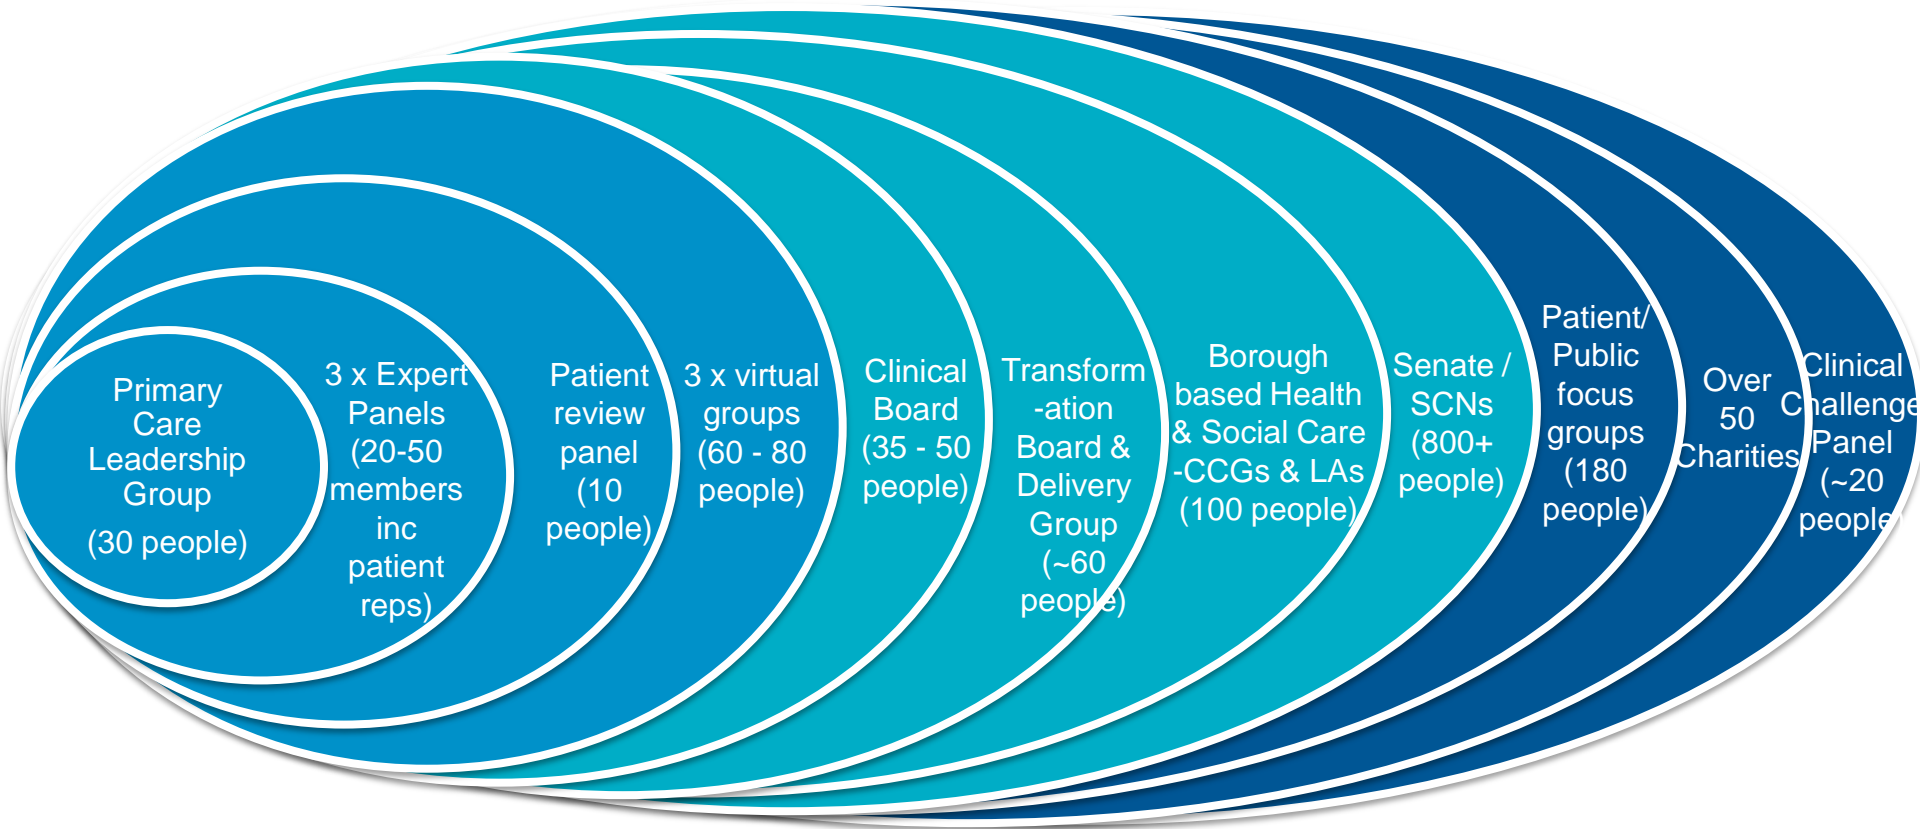 Primary
Care
Leadership
Group
(30 people)
3 x Expert
Panels
(20-50
members
inc
patient
reps)
Patient
review
panel
(10
people)
3 x virtual
groups
(60 - 80
people)
Clinical
Board
(35 - 50
people)
Transform
-ation
Board &
Delivery
Group
(~60
people)
Borough
based Health
& Social Care
-CCGs & LAs
(100 people)
Senate /
SCNs
(800+
people)
Patient/
Public
focus
groups
(180
people)
Over
50
Charities
Clinical
Challenge
Panel
(~20
people)